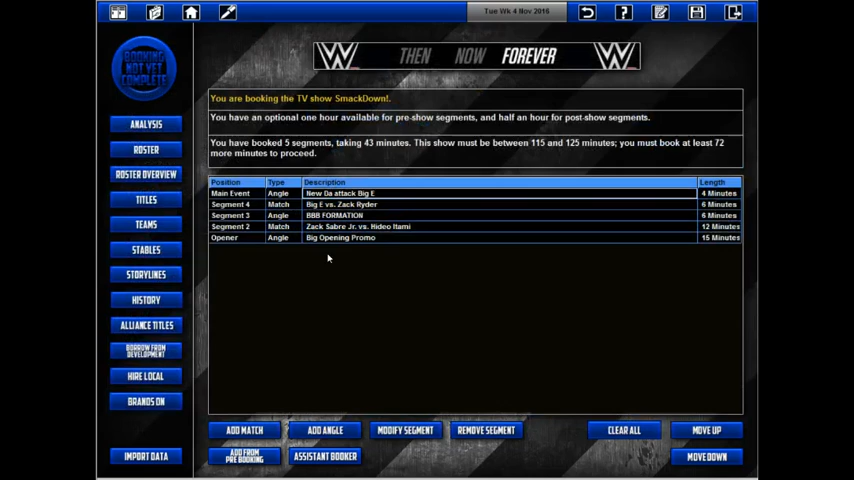 Tue Wk 4 Nov 2016
BOOKING
NOT YET
COMPLETE
W THEN NOW FOREVER W
You are booking the TV show SmackDown!.
You have an optional one hour available for pre-show segments, and half an hour for post-show segments.
You have booked 5 segments, taking 43 minutes. This show must be between 115 and 125 minutes; you must book at least 72
more minutes to proceed.
ANALYSIS
ROSTER
ROSTER OVERVIEW
TITLES
TEAMS
STABLES
STORYLINES
HISTORY
ALLIANCE TITLES
BORROW FROM
DEVELOPMENT
HIRE LOCAL
BRANDS ON
IMPORT DATA
Position Type Description Length
Main Event Angle New Da attack Big E 4 Minutes
Segment 4 Match Big E vs. Zack Ryder 6 Minutes
Segment 3 Angle BBB FORMATION 6 Minutes
Segment 2 Match Zack Sabre Jr. vs. Hideo Itami 12 Minutes
Opener Angle Big Opening Promo 15 Minutes
ADD MATCH ADD ANGLE MODIFY SEGMENT REMOVE SEGMENT CLEAR ALL MOVE UP
ADD FROM
PRE BOOKING
ASSISTANT BOOKER MOVE DOWN